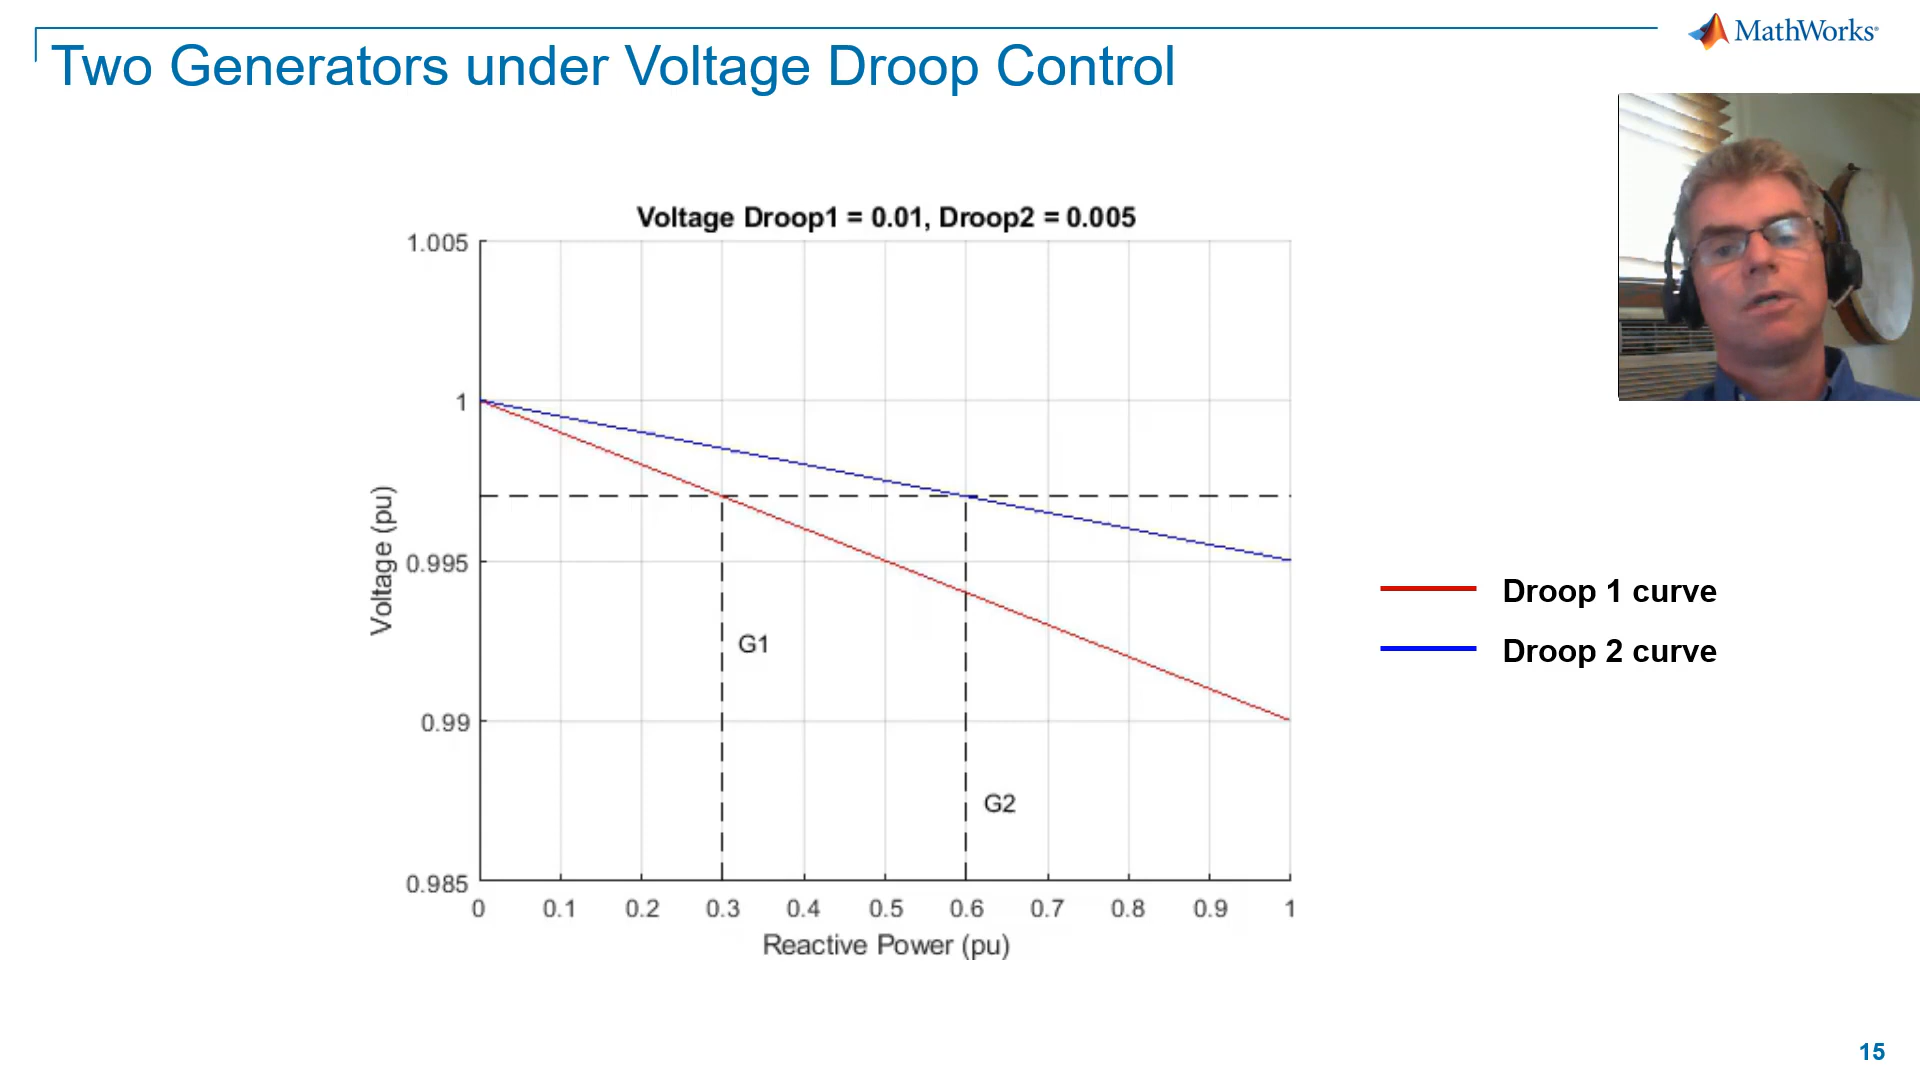 MathWorks®
Two Generators under Voltage Droop Control
Voltage Droop1 = 0.01, Droop2 = 0.005
1.005
1
0.995
0.99
0.985
Voltage (pu)
G1
G2
0 0.1 0.2 0.3 0.4 0.5 0.6 0.7 0.8 0.9 1
Reactive Power (pu)
Droop 1 curve
Droop 2 curve
15